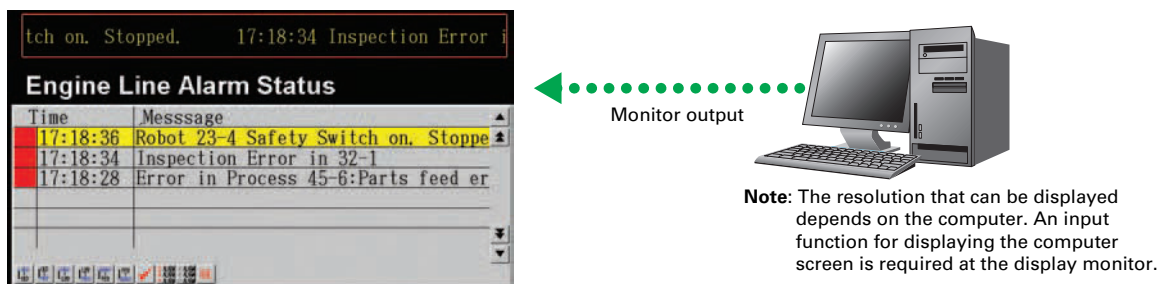 tch on. Stopped. 17:18:34 Inspection Error i
Engine Line Alarm Status
Time Messsage
17:18:36 Robot 23-4 Safety Switch on. Stoppe
17:18:34 Inspection Error in 32-1
17:18:28 Error in Process 45-6:Parts feed er
Monitor output
Note: The resolution that can be displayed
depends on the computer. An input
function for displaying the computer
screen is required at the display monitor.